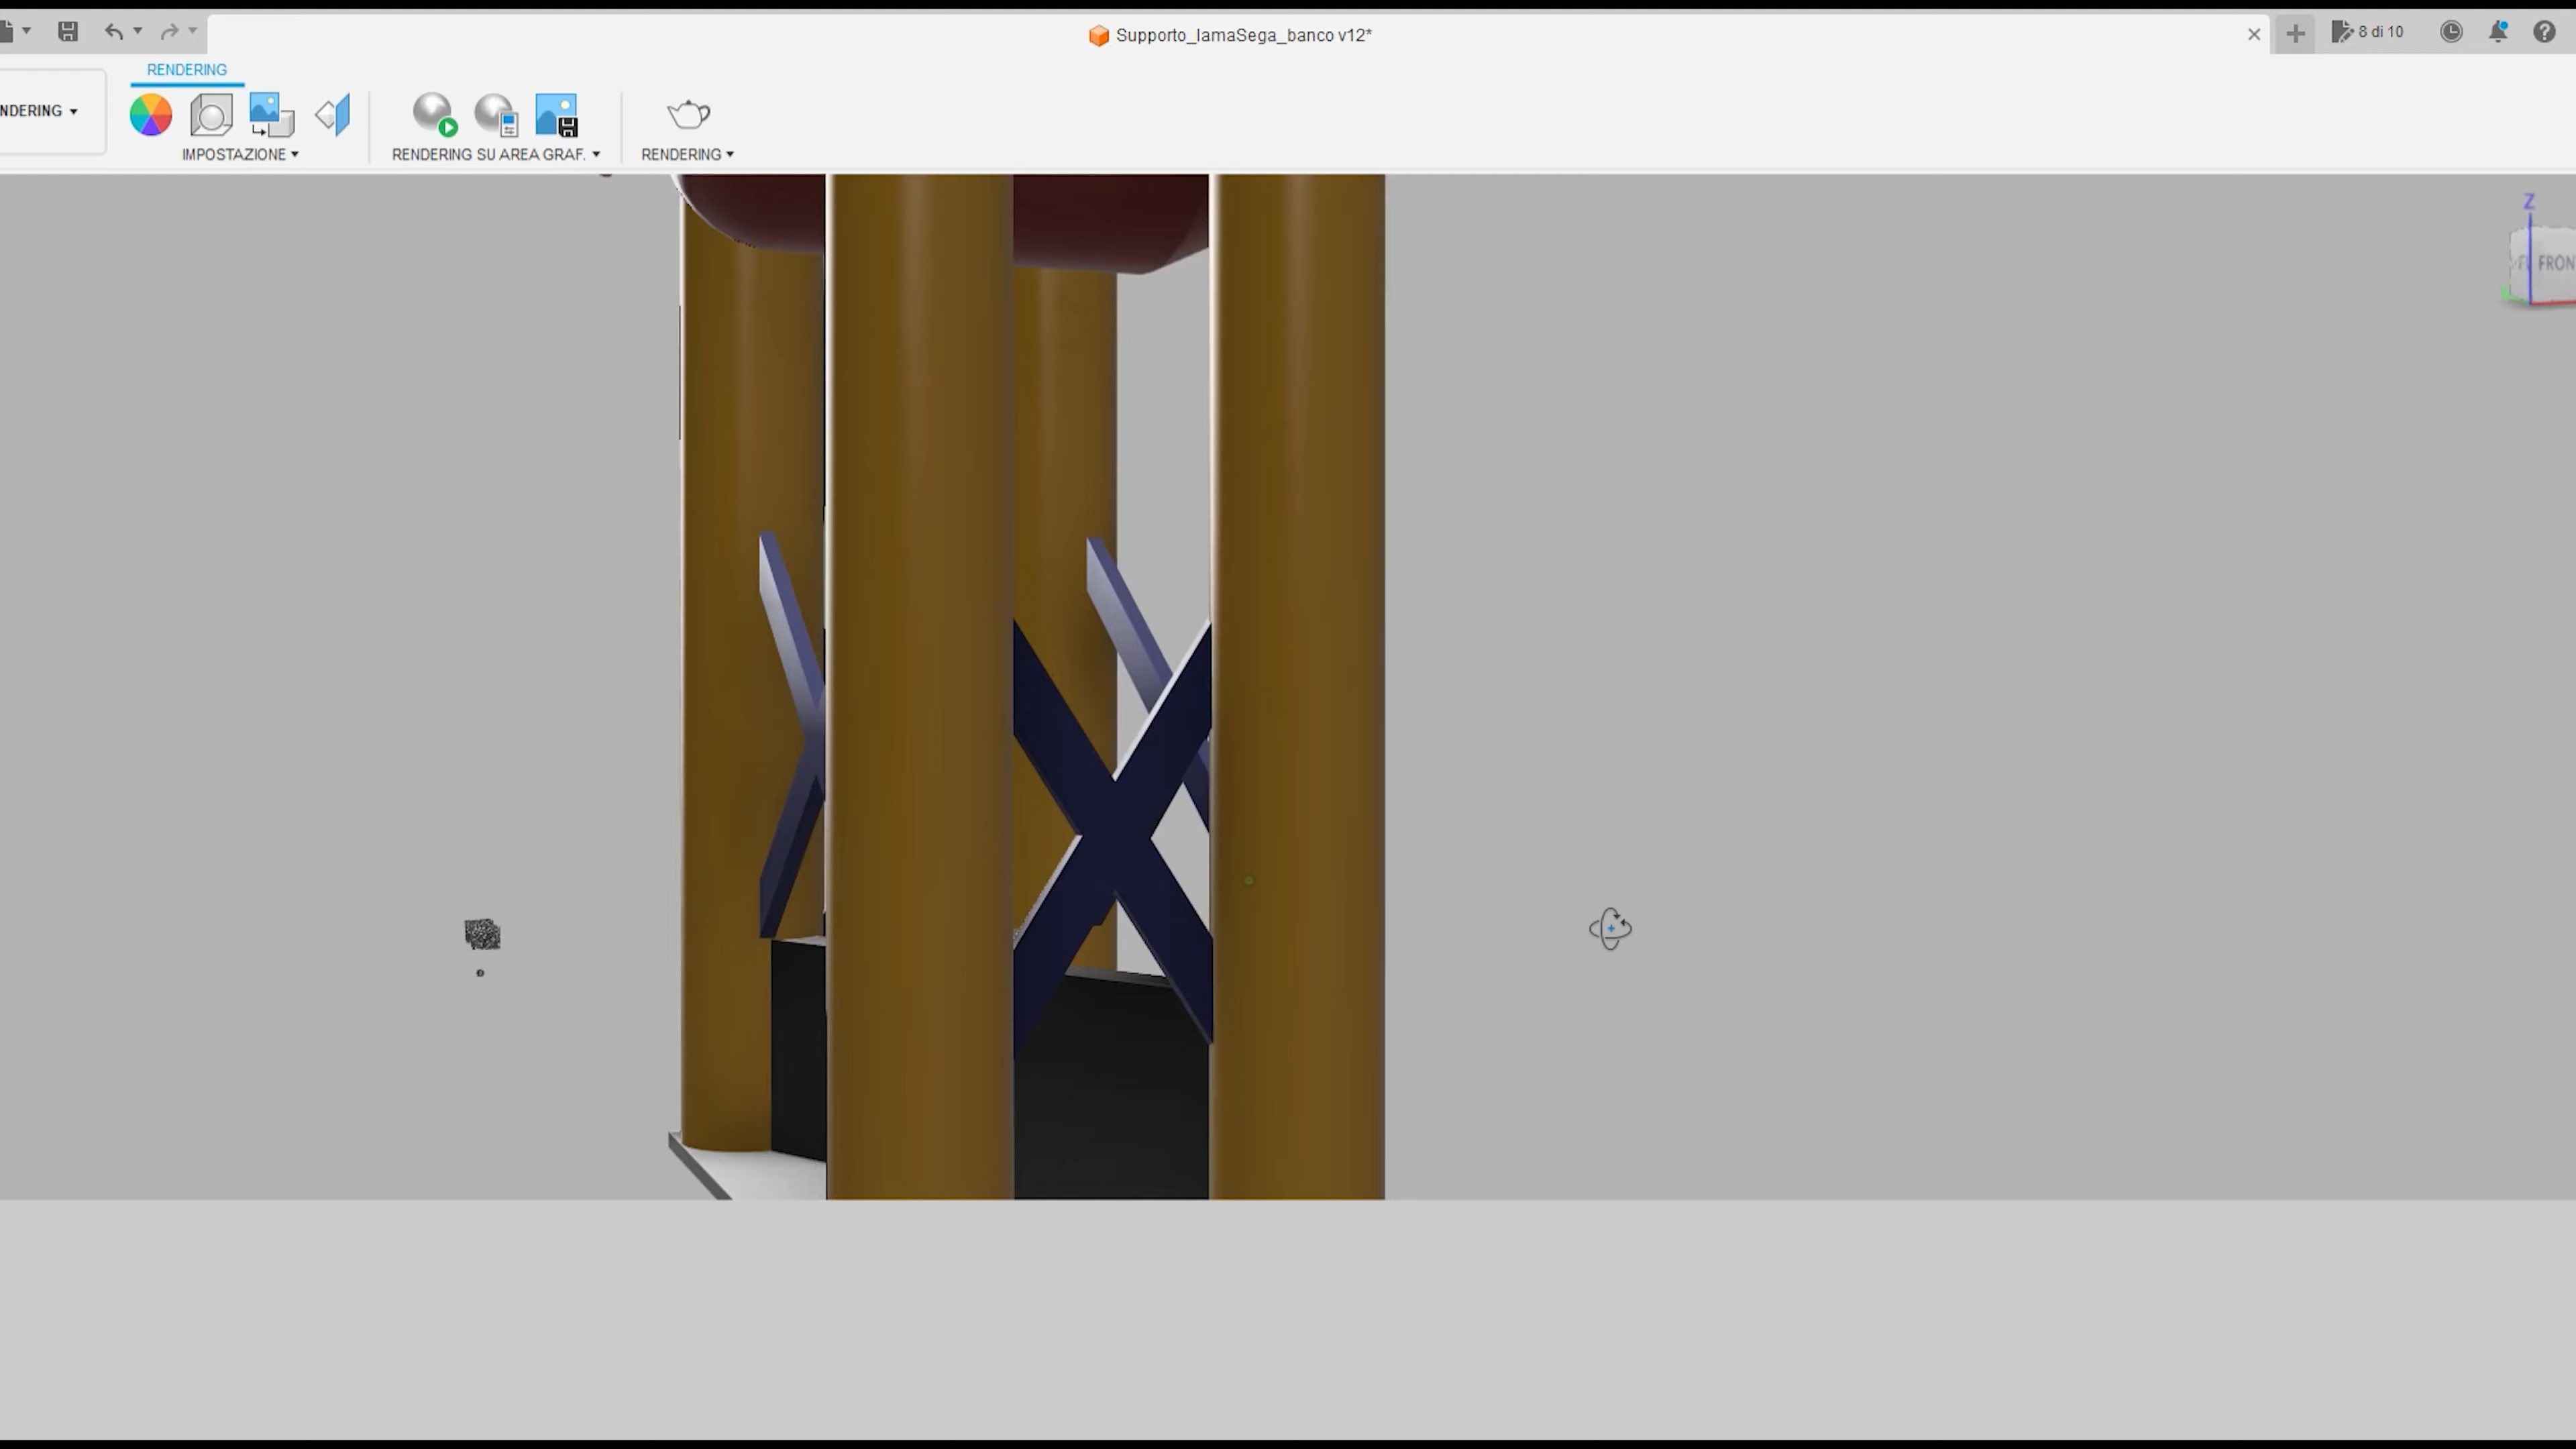 Supporto_lamaSega_banco v12*
8 di 10
RENDERING
NDERING
IMPOSTAZIONE
RENDERING SU AREA GRAF.
RENDERING
Z
FRON